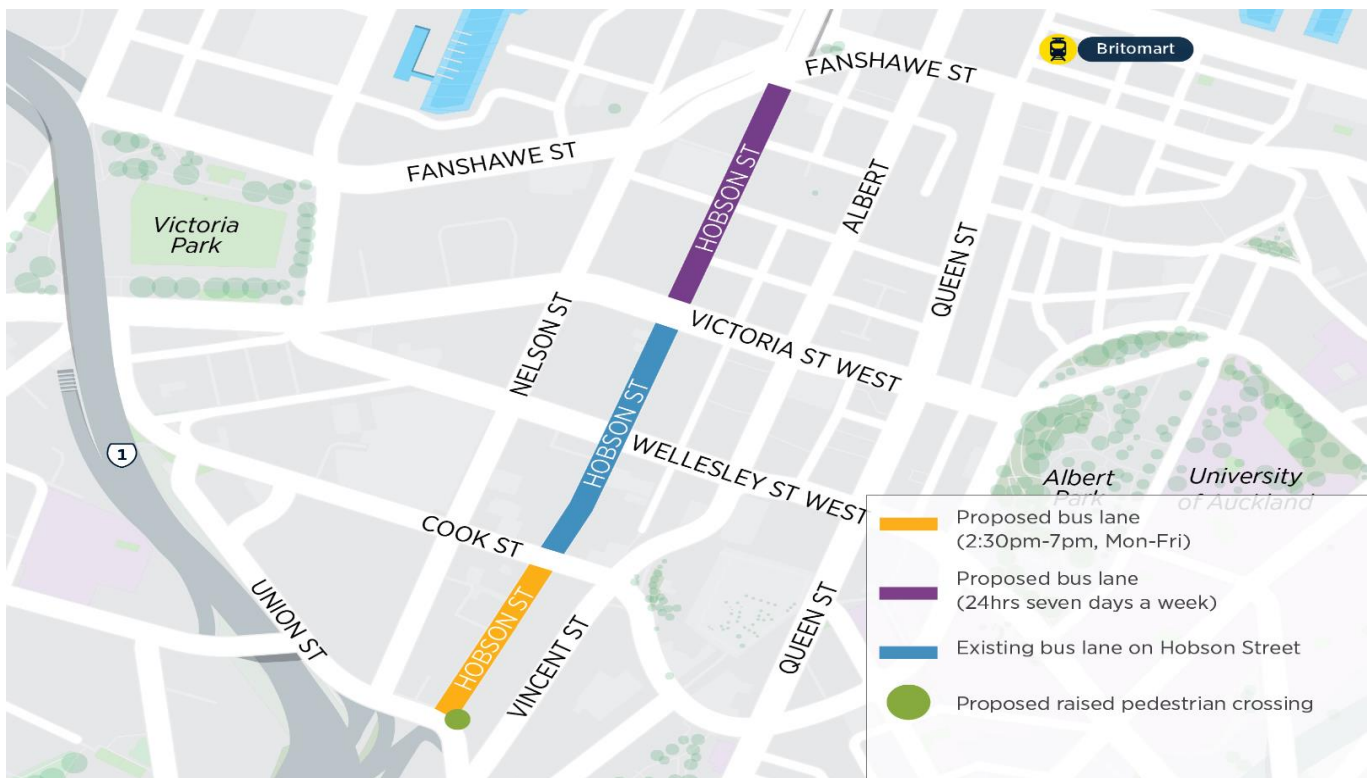 Britomart
FANSHAWE ST
FANSHAWE ST
HOBSON ST
ALBERT
QUEEN ST
Victoria
Park
NELSON ST
VICTORIA ST WEST
HOBSON ST
WELLESLEY ST WEST
1
Albert
Park
University
of Auckland
COOK ST
UNION ST
HOBSON ST
VINCENT ST
QUEEN ST
Proposed bus lane
(2:30pm-7pm, Mon-Fri)
Proposed bus lane
(24hrs seven days a week)
Existing bus lane on Hobson Street
Proposed raised pedestrian crossing